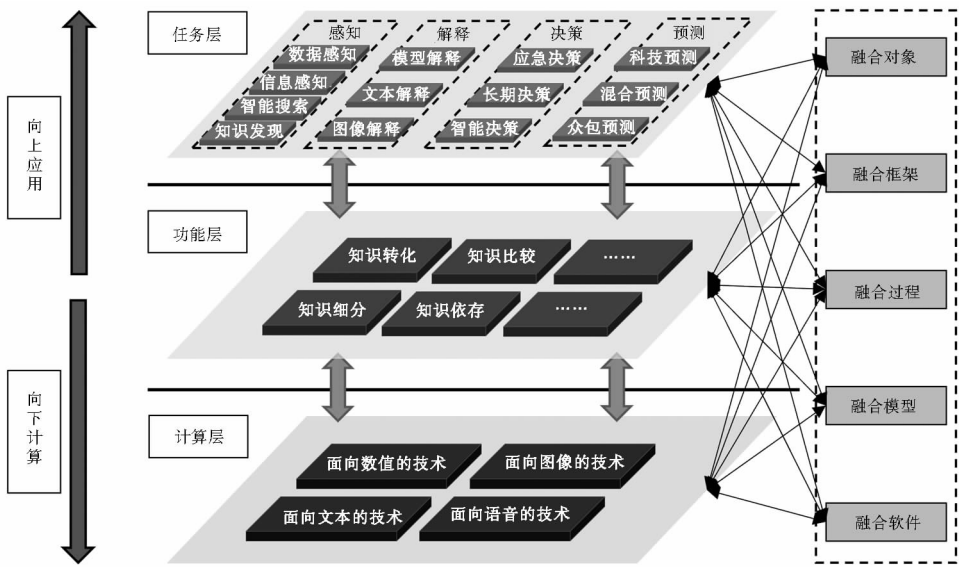 任务层
感知
数据感知
信息感知
智能搜索
知识发现
解释
模型解释
文本解释
图像解释
决策
应急决策
长期决策
智能决策
预测
科技预测
混合预测
众包预测
向上应用
功能层
知识转化
知识比较
……
知识细分
知识依存
……
向下计算
计算层
面向数值的技术
面向图像的技术
面向文本的技术
面向语音的技术
融合对象
融合框架
融合过程
融合模型
融合软件